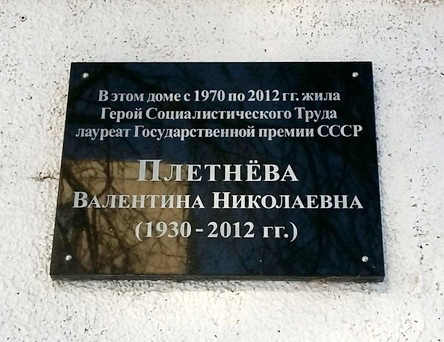 В этом доме с 1970 по 2012 гг. жила
Герой Социалистического Труда
лауреат Государственной премии СССР
Плетнёва
Валентина Николаевна
(1930 - 2012 гг.)